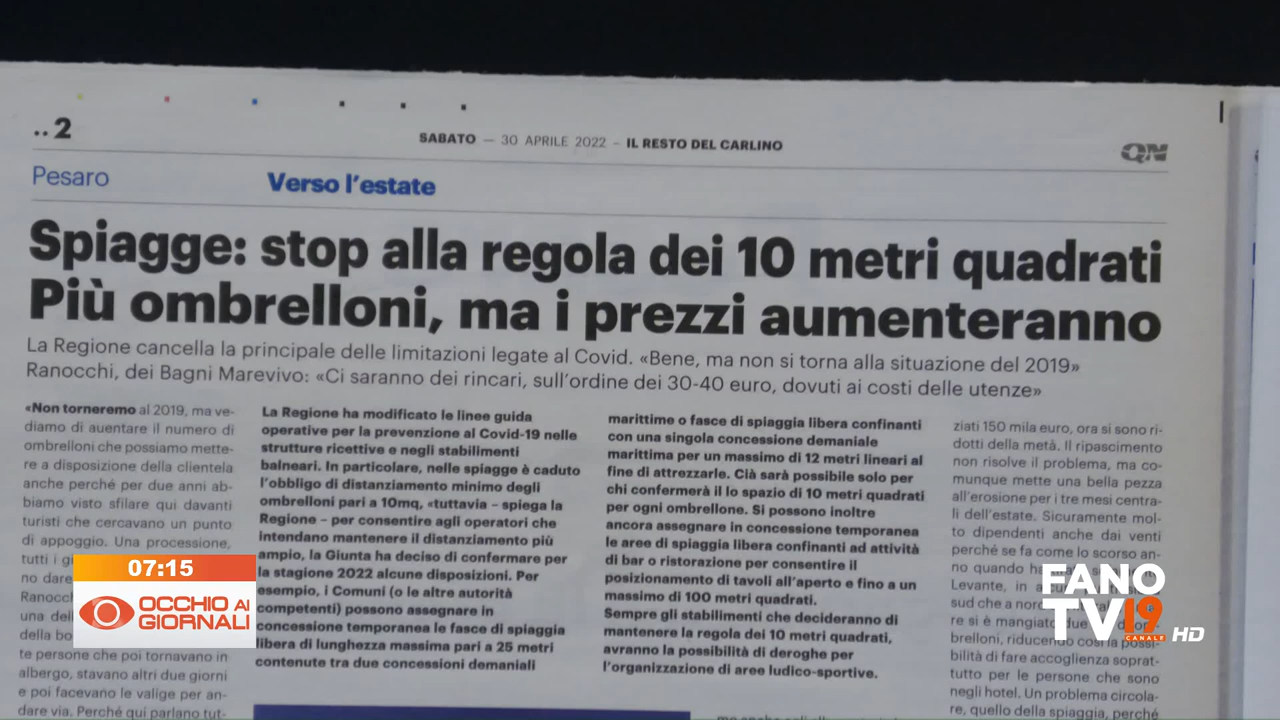 ..2
SABATO — 30 APRILE 2022 – IL RESTO DEL CARLINO
QN
Pesaro
Verso l'estate
Spiagge: stop alla regola dei 10 metri quadrati
Più ombrelloni, ma i prezzi aumenteranno
La Regione cancella la principale delle limitazioni legate al Covid. «Bene, ma non si torna alla situazione del 2019»
Ranocchi, dei Bagni Marevivo: «Ci saranno dei rincari, sull'ordine dei 30-40 euro, dovuti ai costi delle utenze»
«Non torneremo al 2019, ma ve-
diamo di auentare il numero di
ombrelloni che possiamo mette-
re a disposizione della clientela
anche perché per due anni ab-
biamo visto sfilare qui davanti
turisti che cercavano un punto
di appoggio. Una processione,
tutti i
no dare
Ranocc
una dell
della bo
te persone che poi tornavano in
albergo, stavano altri due giorni
e poi facevano le valige per an-
dare via. Perché qui parlano tut-
La Regione ha modificato le linee guida
operative per la prevenzione al Covid-19 nelle
strutture ricettive e negli stabilimenti
balneari. In particolare, nelle spiagge è caduto
l'obbligo di distanziamento minimo degli
ombrelloni pari a 10mq, «tuttavia – spiega la
Regione – per consentire agli operatori che
intendano mantenere il distanziamento più
ampio, la Giunta ha deciso di confermare per
la stagione 2022 alcune disposizioni. Per
esempio, i Comuni (o le altre autorità
competenti) possono assegnare in
concessione temporanea le fasce di spiaggia
libera di lunghezza massima pari a 25 metri
contenute tra due concessioni demaniali
marittime o fasce di spiaggia libera confinanti
con una singola concessione demaniale
marittima per un massimo di 12 metri lineari al
fine di attrezzarle. Cià sarà possibile solo per
chi confermerà il lo spazio di 10 metri quadrati
per ogni ombrellone. Si possono inoltre
ancora assegnare in concessione temporanea
le aree di spiaggia libera confinanti ad attività
di bar o ristorazione per consentire il
posizionamento di tavoli all'aperto e fino a un
massimo di 100 metri quadrati.
Sempre gli stabilimenti che decideranno di
mantenere la regola dei 10 metri quadrati,
avranno la possibilità di deroghe per
l'organizzazione di aree ludico-sportive.
ziati 150 mila euro, ora si sono ri-
dotti della metà. Il ripascimento
non risolve il problema, ma co-
munque mette una bella pezza
all'erosione per i tre mesi centra-
li dell'estate. Sicuramente mol-
to dipendenti anche dai venti
perché se fa come lo scorso an-
no quando ha
Levante, in
sud che a nor
re si è mangiato due
brelloni, riducendo così la possi-
bilità di fare accoglienza soprat-
tutto per le persone che sono
negli hotel. Un problema circola-
re, quello della spiaggia, perché
07:15
OCCHIO AI
GIORNALI
FANO
TV 19
CANALE
HD